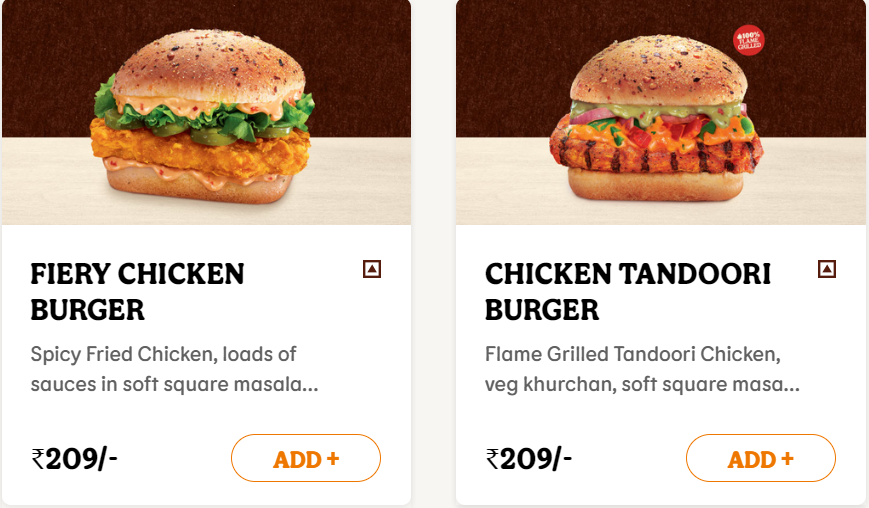 100%
FLAME
GRILLED
FIERY CHICKEN
BURGER
Spicy Fried Chicken, loads of
sauces in soft square masala...
₹209/-
ADD +
CHICKEN TANDOORI
BURGER
Flame Grilled Tandoori Chicken,
veg khurchan, soft square masa...
₹209/-
ADD +